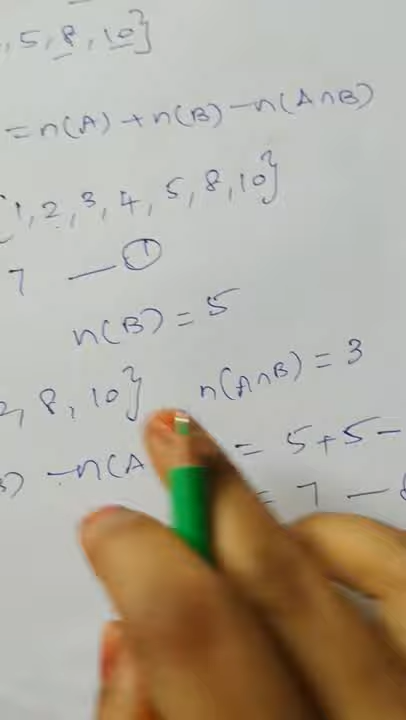 , 5, 8, 10}
= n(A) + n(B) - n(A∩B)
{1, 2, 3, 4, 5, 8, 10}
7 — ①
n(B) = 5
2, 8, 10} n(A∩B) = 3
B) - n(A = 5+5-
= 7 —